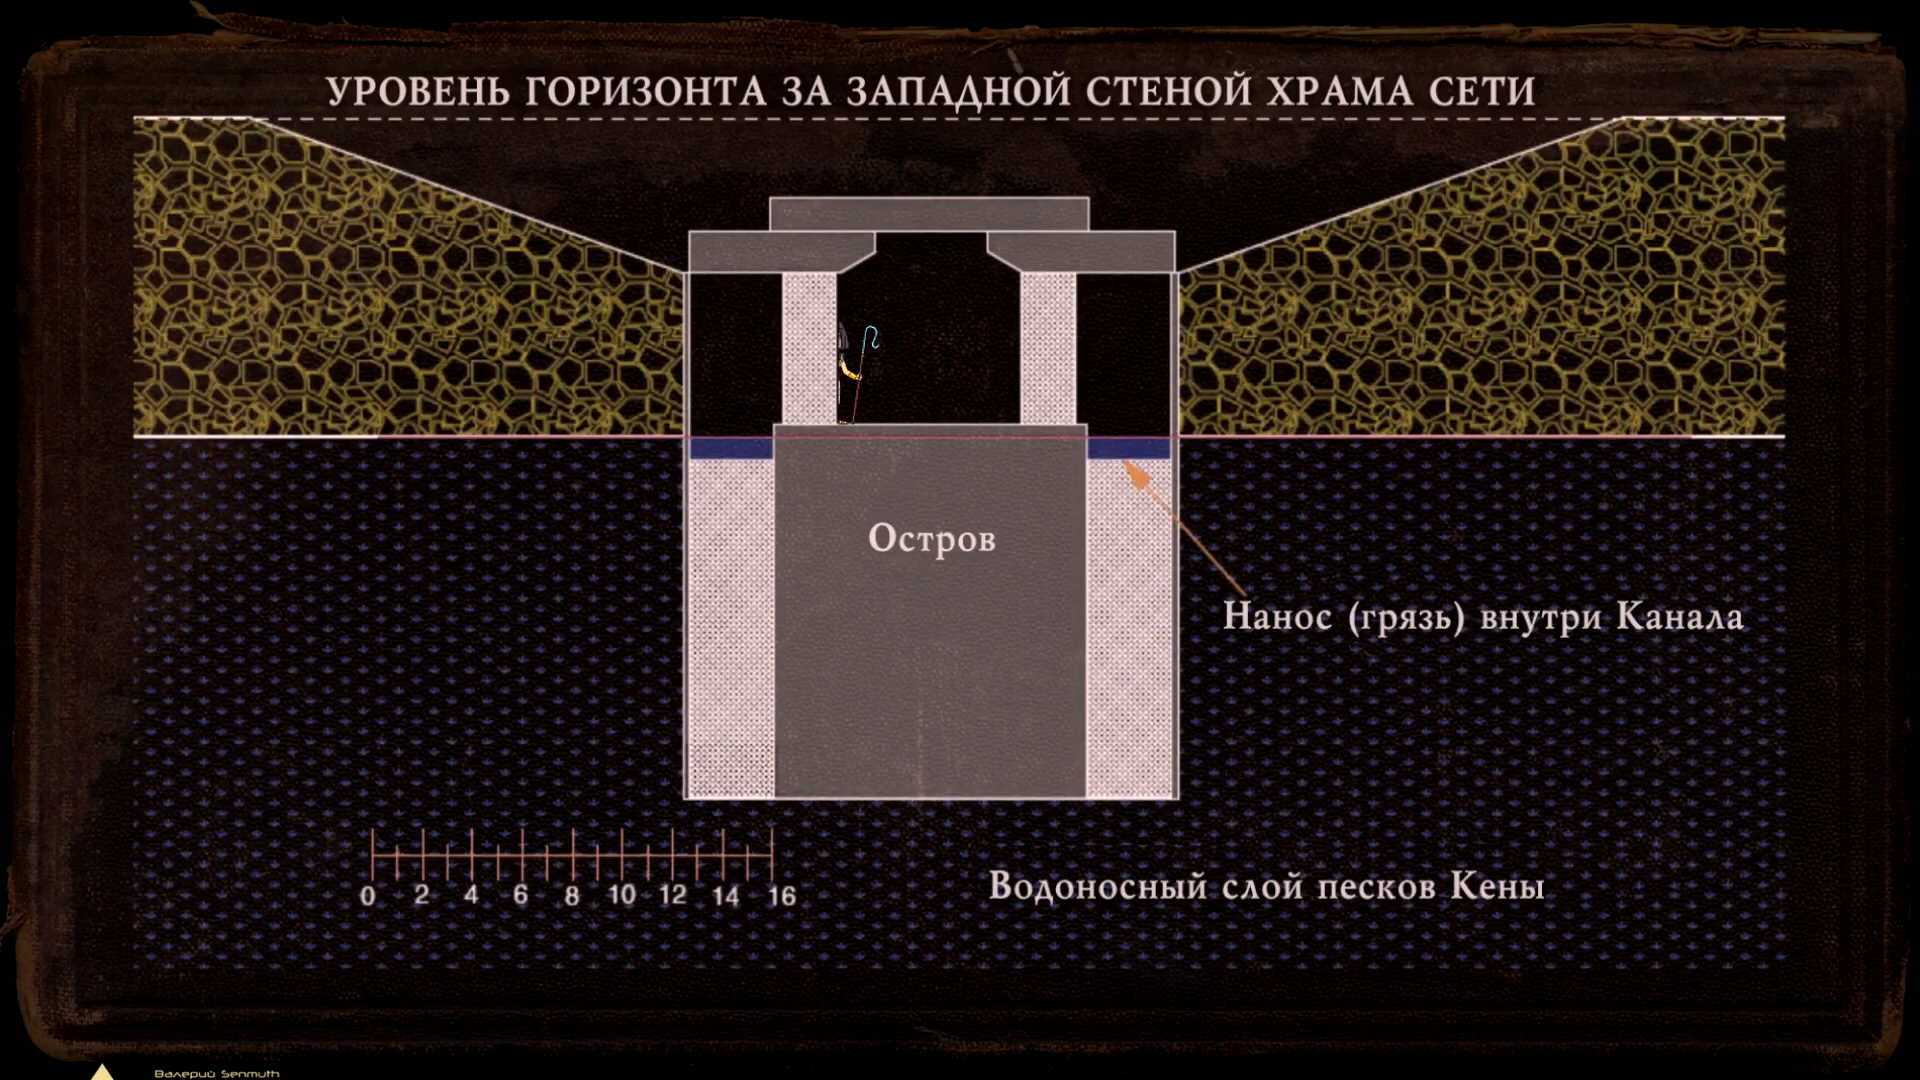 УРОВЕНЬ ГОРИЗОНТА ЗА ЗАПАДНОЙ СТЕНОЙ ХРАМА СЕТИ
Остров
Нанос (грязь) внутри Канала
0 2 4 6 8 10 12 14 16
Водоносный слой песков Кены
Валерий Senmuth